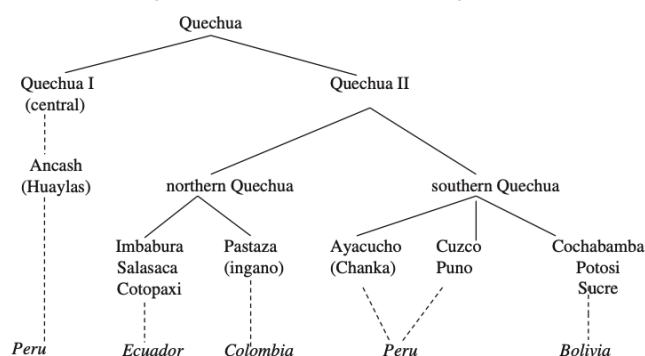 Quechua
Quechua I Quechua II
(central)
Ancash
(Huaylas) northern Quechua southern Quechua
Imbabura Pastaza Ayacucho Cuzco Cochabamba
Salasaca (ingano) (Chanka) Puno Potosi
Cotopaxi Sucre
Peru Ecuador Colombia Peru Bolivia